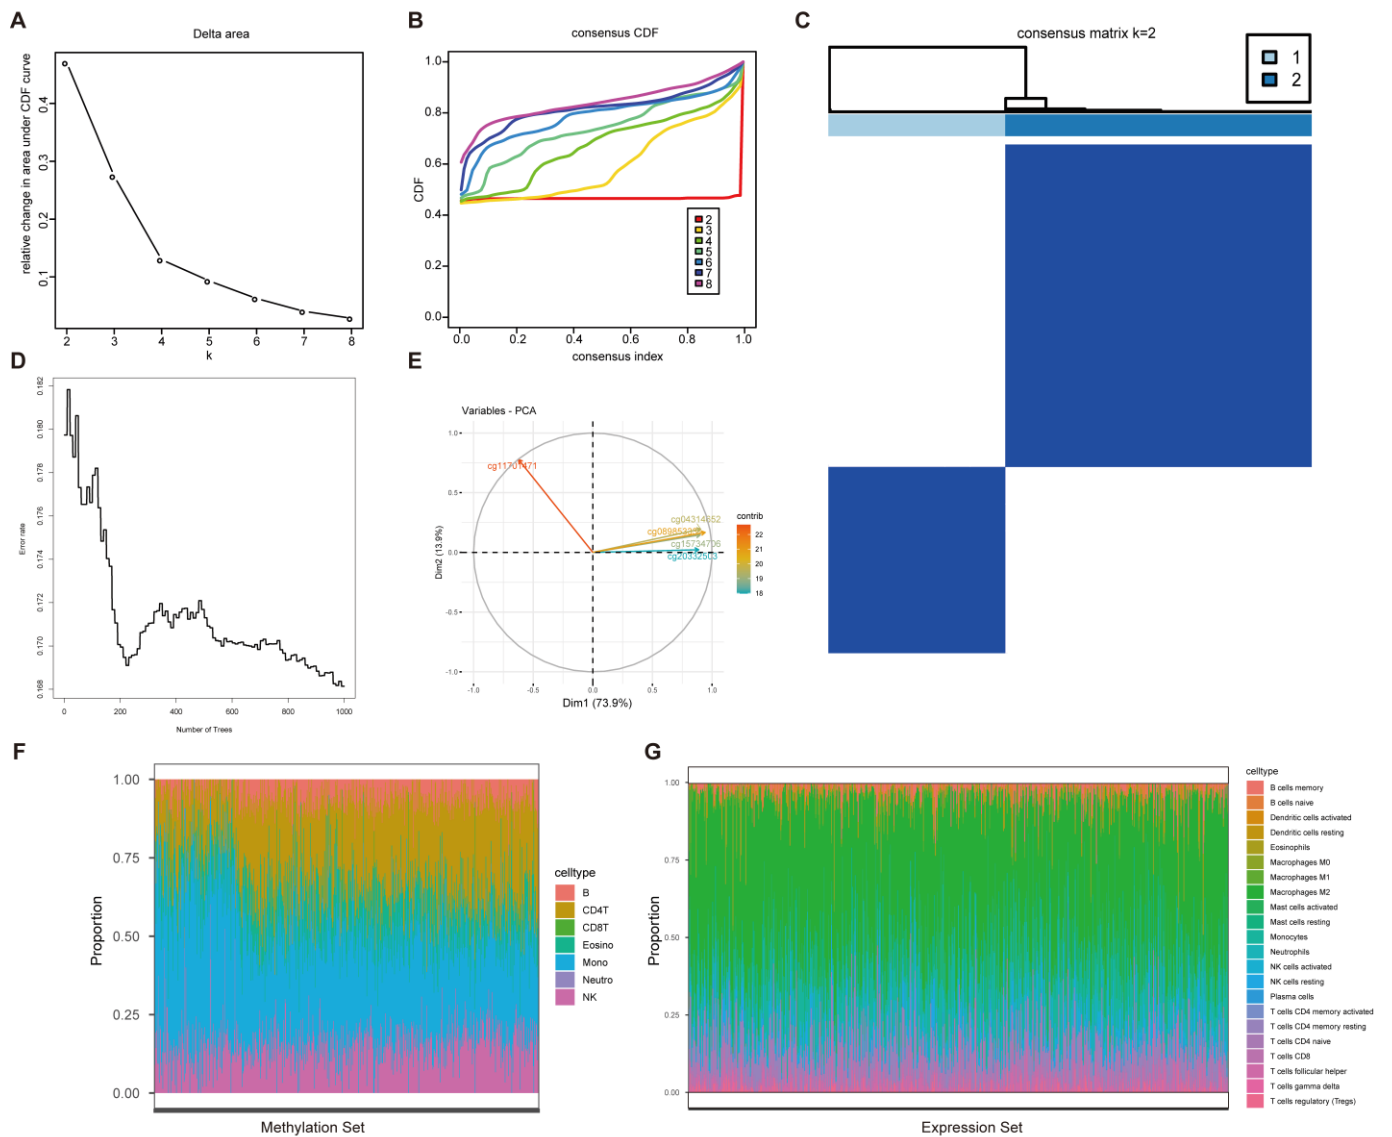 A
Delta area
relative change in area under CDF curve
0.4
0.3
0.2
0.1
2 3 4 5 6 7 8
k
B
consensus CDF
CDF
1.0
0.8
0.6
0.4
0.2
0.0
2
3
4
5
6
7
8
0.0 0.2 0.4 0.6 0.8 1.0
consensus index
C
consensus matrix k=2
1
2
D
Error rate
0.182
0.180
0.178
0.176
0.174
0.172
0.170
0.168
0 200 400 600 800 1000
Number of Trees
E
Variables - PCA
Dim2 (13.9%)
1.0
0.5
0.0
-0.5
-1.0
cg11701471
cg04314652
cg15734706
cg20332503
-1.0 -0.5 0.0 0.5 1.0
Dim1 (73.9%)
contrib
22
21
20
19
18
F
Proportion
1.00
0.75
0.50
0.25
0.00
Methylation Set
celltype
B
CD4T
CD8T
Eosino
Mono
Neutro
NK
G
Proportion
1.00
0.75
0.50
0.25
0.00
Expression Set
celltype
B cells memory
B cells naive
Dendritic cells activated
Dendritic cells resting
Eosinophils
Macrophages M0
Macrophages M1
Macrophages M2
Mast cells activated
Mast cells resting
Monocytes
Neutrophils
NK cells activated
NK cells resting
Plasma cells
T cells CD4 memory activated
T cells CD4 memory resting
T cells CD4 naive
T cells CD8
T cells follicular helper
T cells gamma delta
T cells regulatory (Tregs)